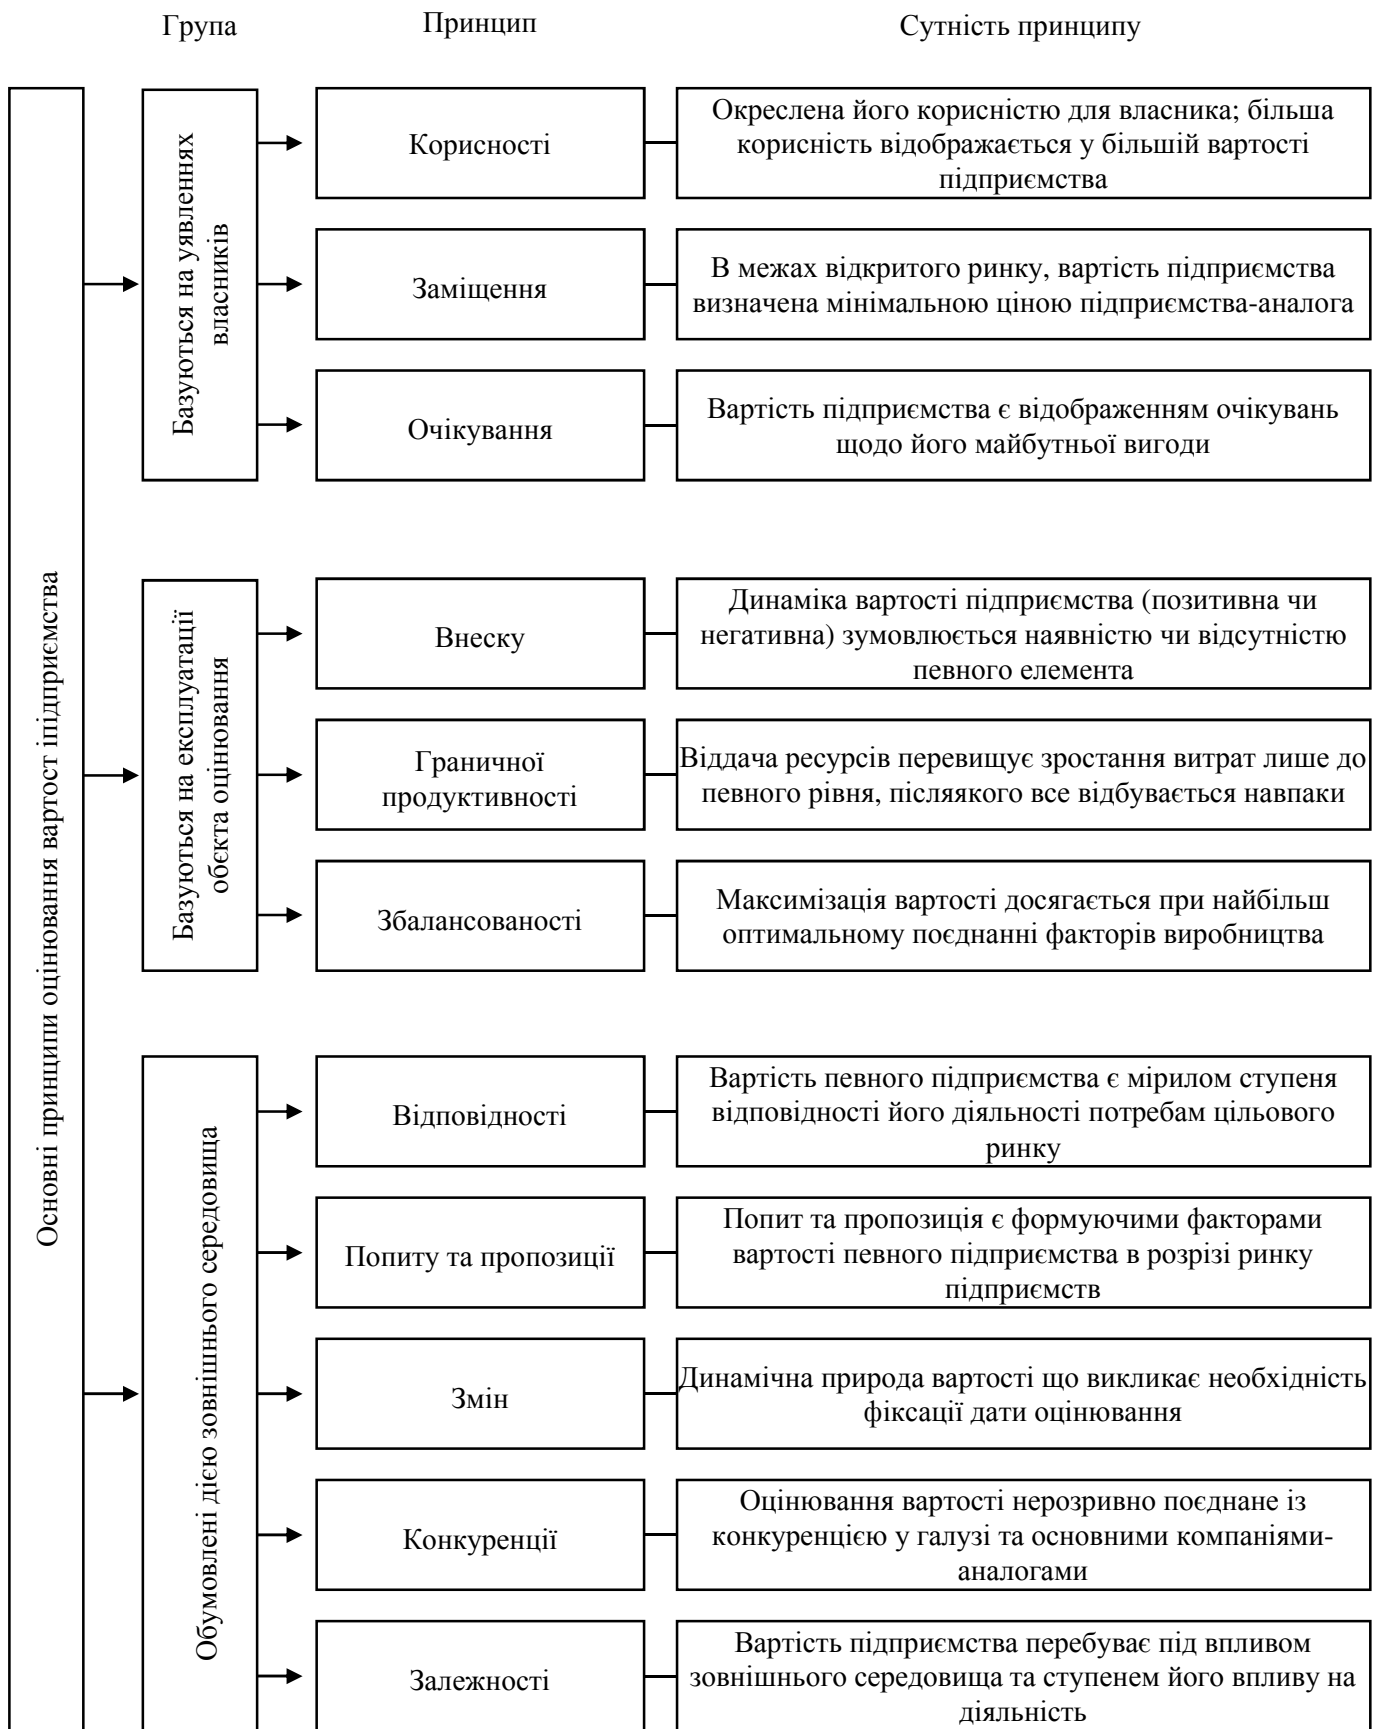 Група
Принцип
Сутність принципу
Основні принципи оцінювання вартост іпідприємства
Базуються на уявленнях
власників
Корисності
Окреслена його корисністю для власника; більша
корисність відображається у більшій вартості
підприємства
Заміщення
В межах відкритого ринку, вартість підприємства
визначена мінімальною ціною підприємства-аналога
Очікування
Вартість підприємства є відображенням очікувань
щодо його майбутньої вигоди
Базуються на експлуатації
обєкта оцінювання
Внеску
Динаміка вартості підприємства (позитивна чи
негативна) зумовлюється наявністю чи відсутністю
певного елемента
Граничної
продуктивності
Віддача ресурсів перевищує зростання витрат лише до
певного рівня, післяякого все відбувається навпаки
Збалансованості
Максимізація вартості досягається при найбільш
оптимальному поєднанні факторів виробництва
Обумовлені дією зовнішнього середовища
Відповідності
Вартість певного підприємства є мірилом ступеня
відповідності його діяльності потребам цільового
ринку
Попиту та пропозиції
Попит та пропозиція є формуючими факторами
вартості певного підприємства в розрізі ринку
підприємств
Змін
Динамічна природа вартості що викликає необхідність
фіксації дати оцінювання
Конкуренції
Оцінювання вартості нерозривно поєднане із
конкуренцією у галузі та основними компаніями-
аналогами
Залежності
Вартість підприємства перебуває під впливом
зовнішнього середовища та ступенем його впливу на
діяльність